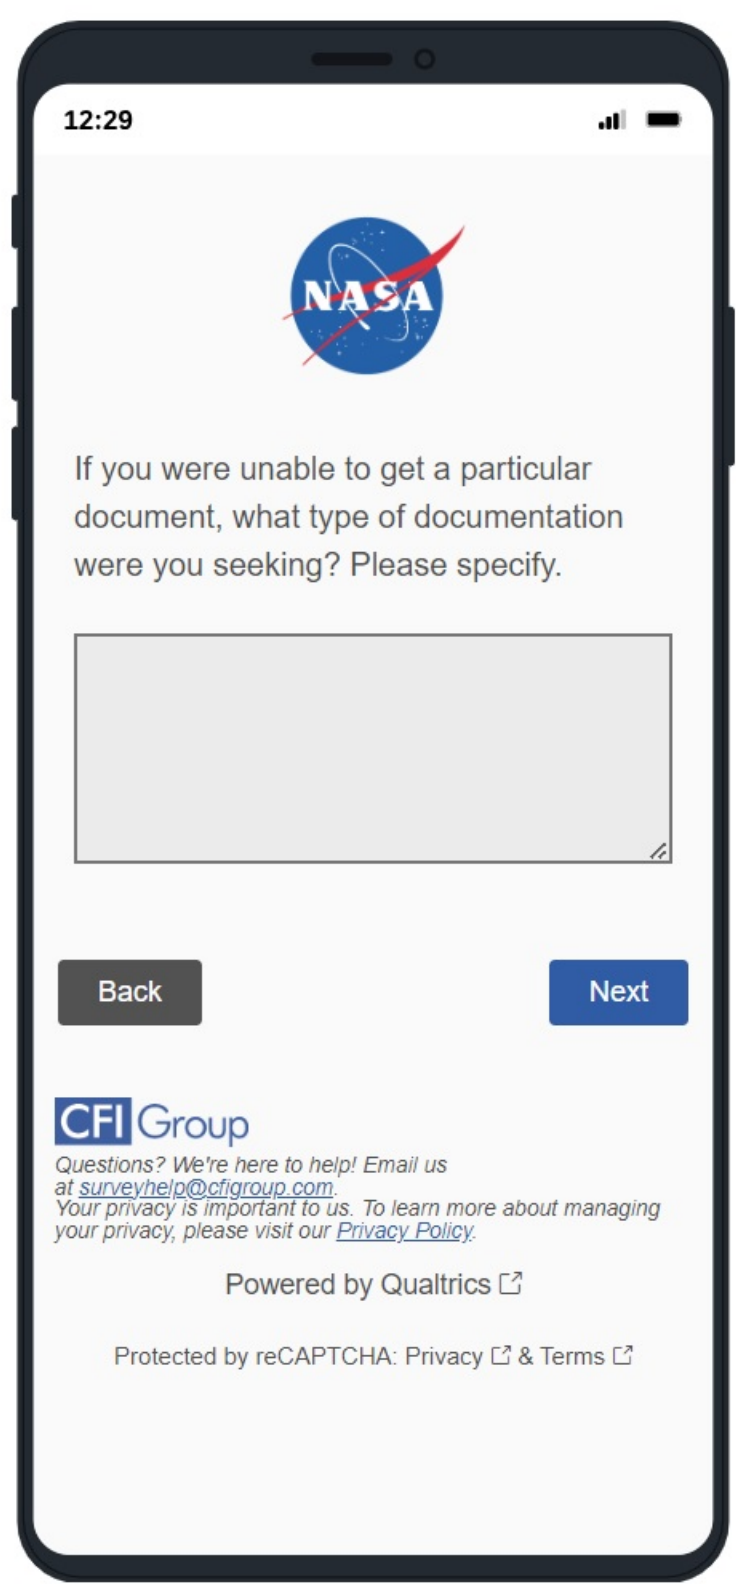 12:29
NASA
If you were unable to get a particular
document, what type of documentation
were you seeking? Please specify.
Back
Next
CFI Group
Questions? We're here to help! Email us
at surveyhelp@cfigroup.com.
Your privacy is important to us. To learn more about managing
your privacy, please visit our Privacy Policy.
Powered by Qualtrics
Protected by reCAPTCHA: Privacy & Terms